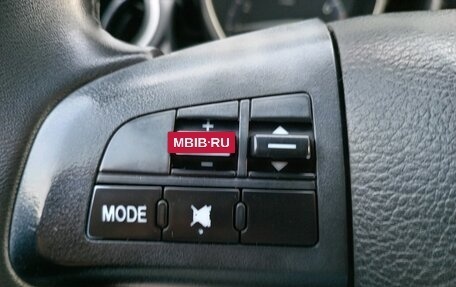 +
MBIB-RU
-
MODE